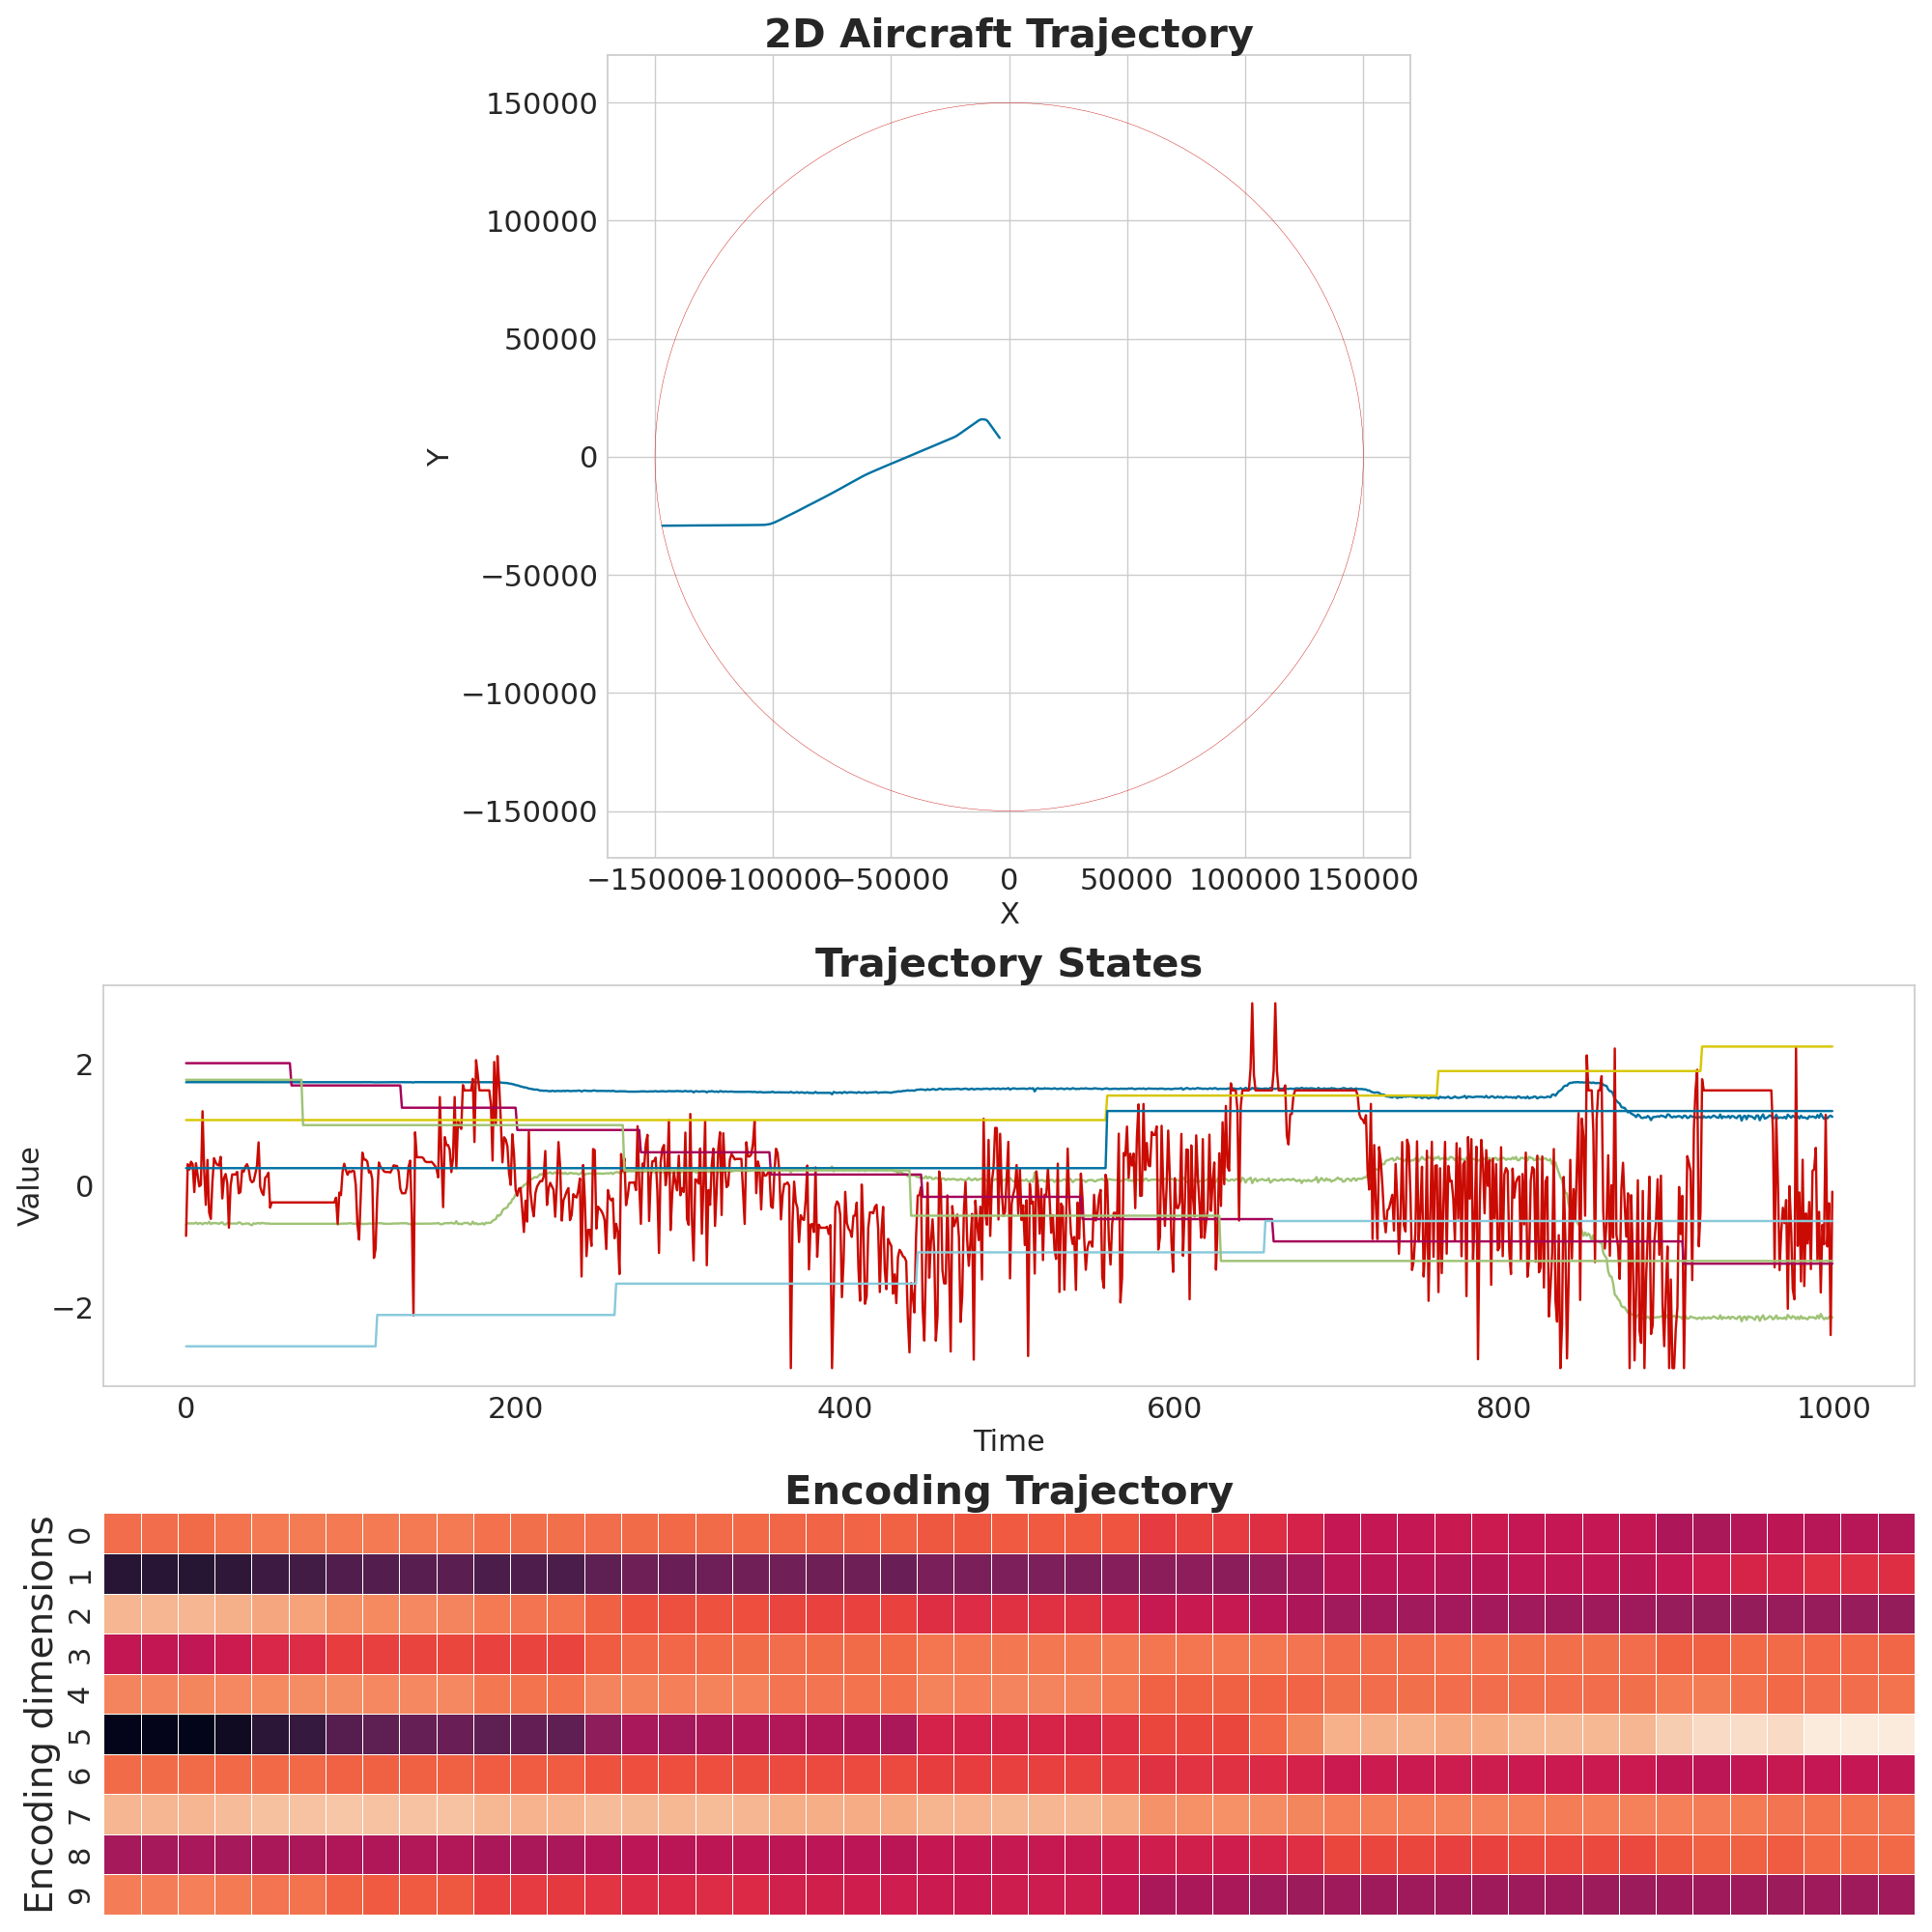 2D Aircraft Trajectory
150000
100000
50000
0
−50000
−100000
−150000
Y
−150000 −100000 −50000 0 50000 100000 150000
X
Trajectory States
2
0
−2
Value
0 200 400 600 800 1000
Time
Encoding Trajectory
Encoding dimensions
0
1
2
3
4
5
6
7
8
9